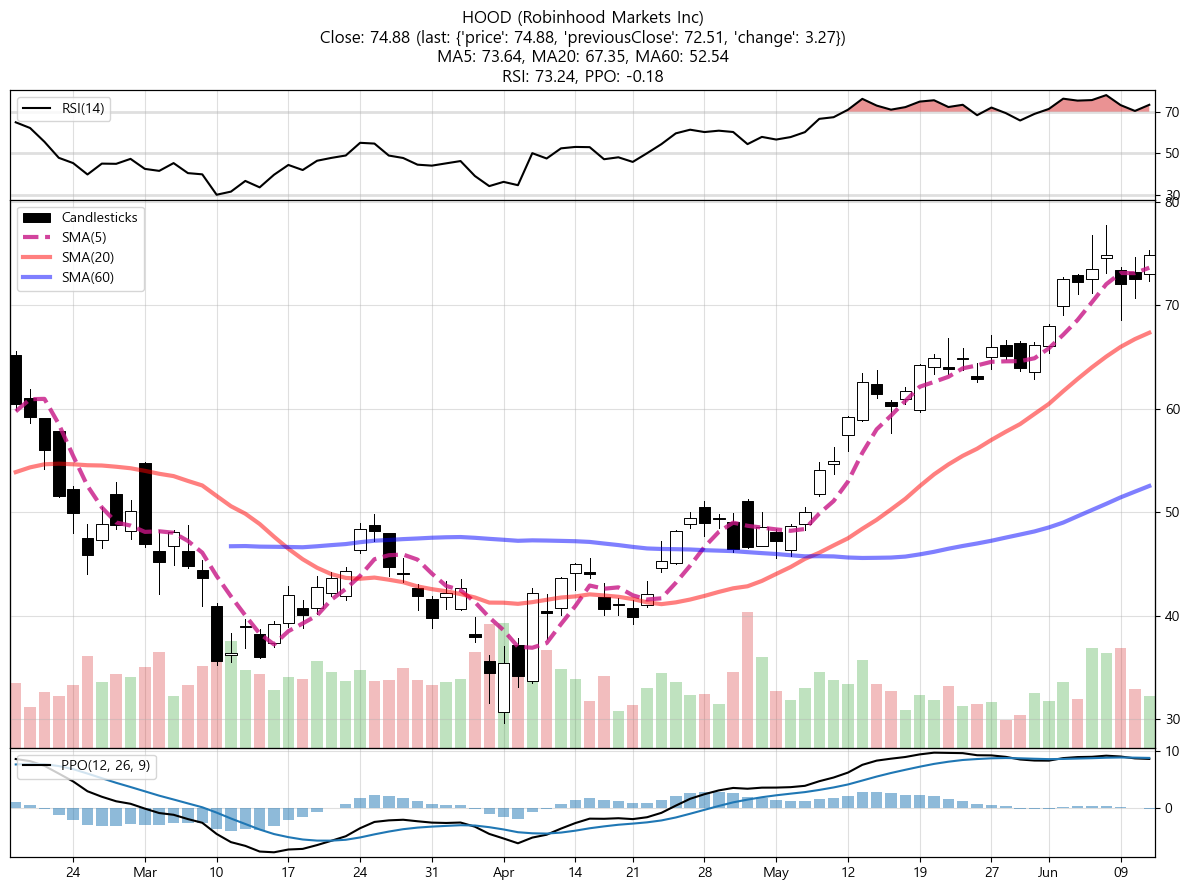 HOOD (Robinhood Markets Inc)
Close: 74.88 (last: {'price': 74.88, 'previousClose': 72.51, 'change': 3.27})
MA5: 73.64, MA20: 67.35, MA60: 52.54
RSI: 73.24, PPO: -0.18
RSI(14)
70
50
30
Candlesticks
SMA(5)
SMA(20)
SMA(60)
80
70
60
50
40
30
PPO(12, 26, 9)
10
0
24 Mar 10 17 24 31 Apr 14 21 28 May 12 19 27 Jun 09